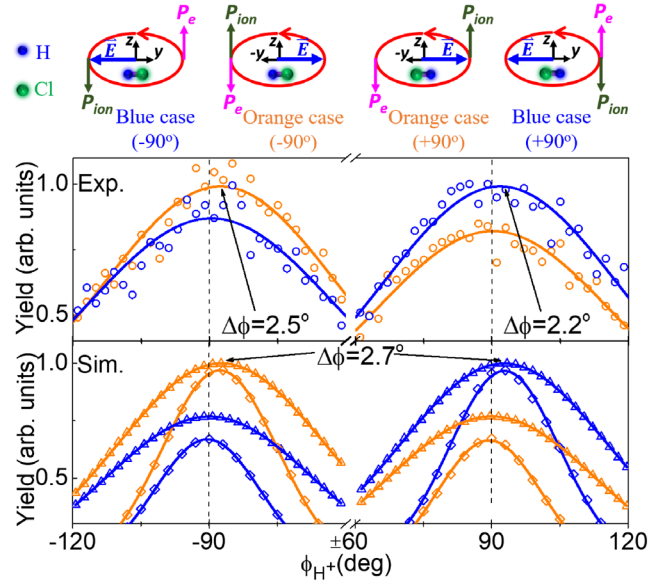 P_e
P_ion
P_ion
P_e
H
Cl
E z y
E z -y
E z -y
E z y
P_ion
P_e
P_e
P_ion
Blue case
(-90°)
Orange case
(-90°)
Orange case
(+90°)
Blue case
(+90°)
Yield (arb. units)
1.0
0.5
Exp.
Δϕ=2.5°
Δϕ=2.2°
Yield (arb. units)
1.0
0.5
Sim.
Δϕ=2.7°
-120 -90 ±60 90 120
ϕ_H+(deg)